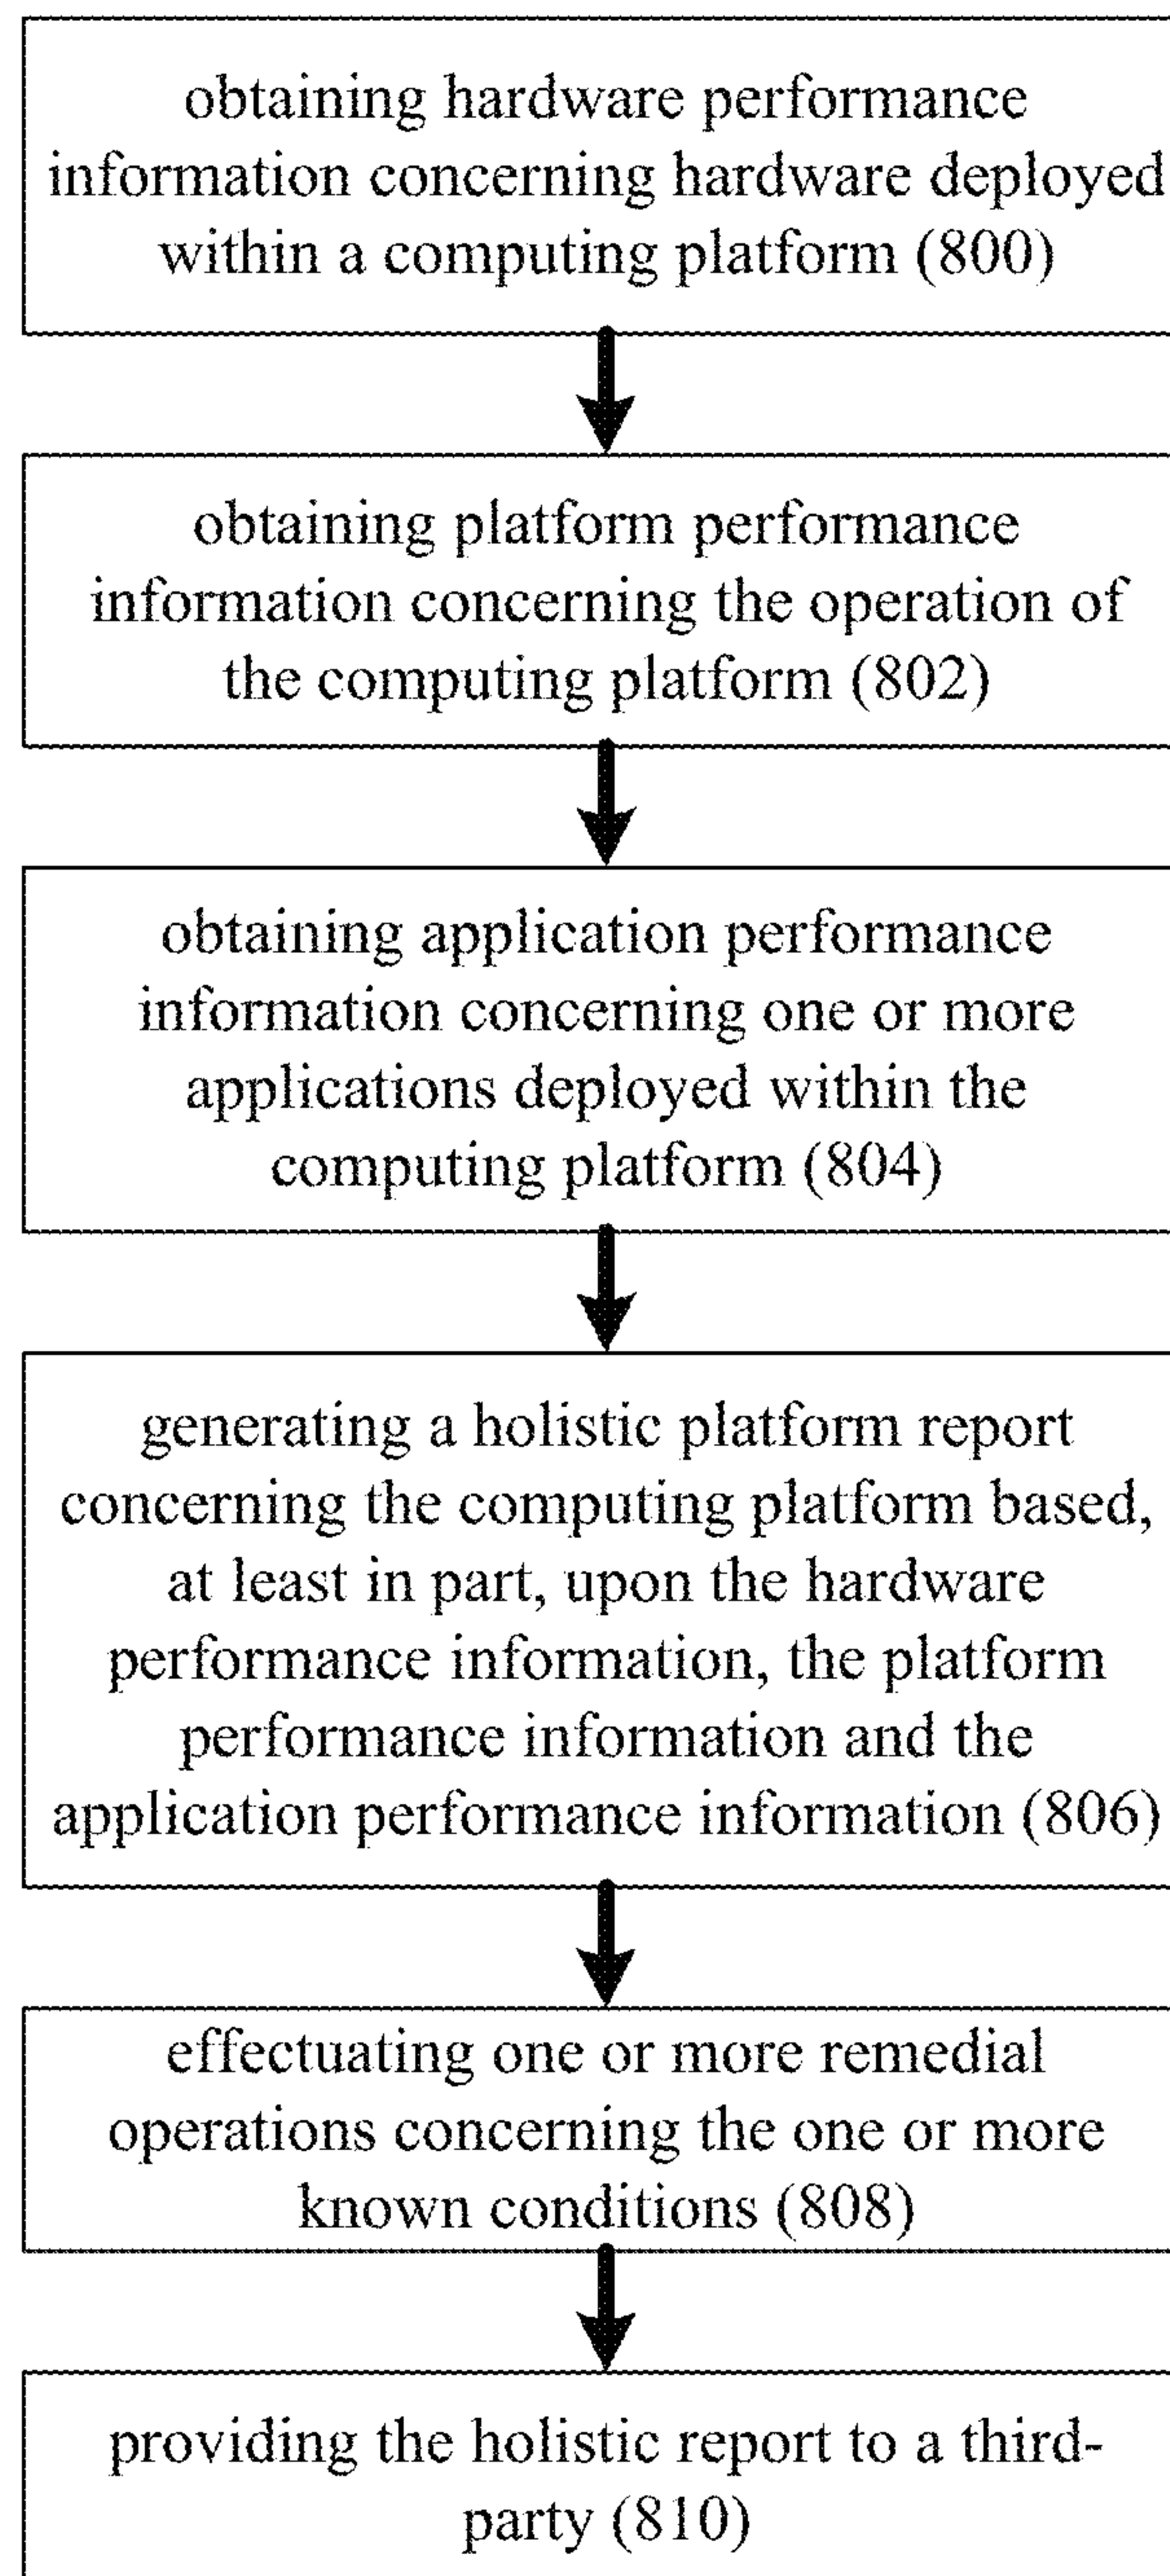 obtaining hardware performance
information concerning hardware deployed
within a computing platform (800)
obtaining platform performance
information concerning the operation of
the computing platform (802)
obtaining application performance
information concerning one or more
applications deployed within the
computing platform (804)
generating a holistic platform report
concerning the computing platform based,
at least in part, upon the hardware
performance information, the platform
performance information and the
application performance information (806)
effectuating one or more remedial
operations concerning the one or more
known conditions (808)
providing the holistic report to a third-
party (810)